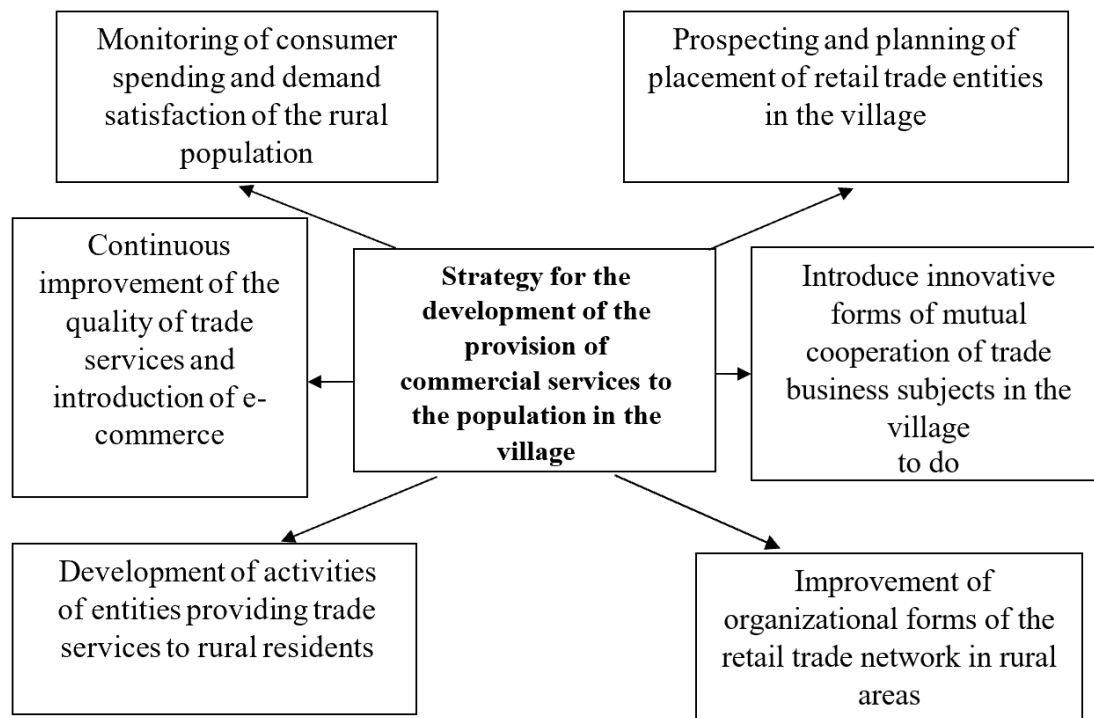 Monitoring of consumer
spending and demand
satisfaction of the rural
population
Prospecting and planning of
placement of retail trade entities
in the village
Continuous
improvement of the
quality of trade
services and
introduction of e-
commerce
Strategy for the
development of the
provision of
commercial services to
the population in the
village
Introduce innovative
forms of mutual
cooperation of trade
business subjects in the
village
to do
Development of activities
of entities providing trade
services to rural residents
Improvement of
organizational forms of the
retail trade network in rural
areas